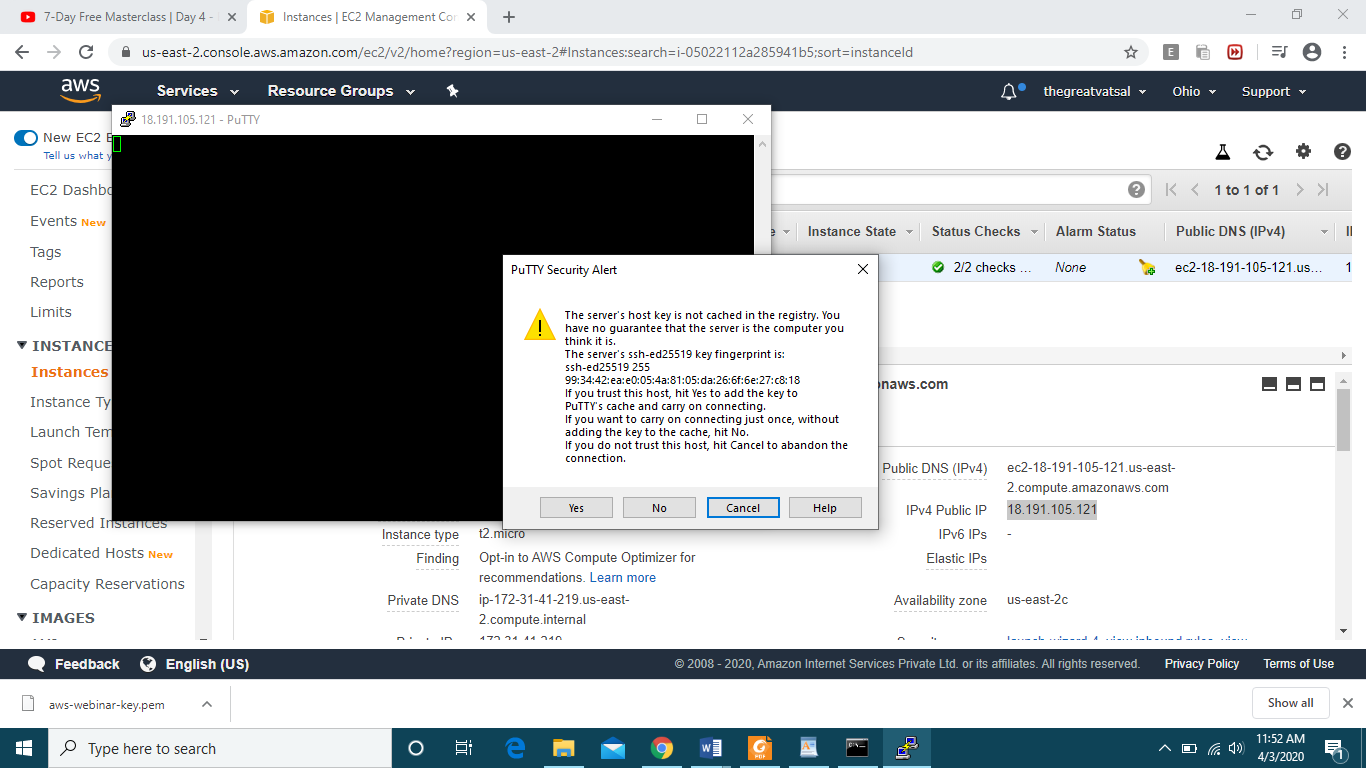 7-Day Free Masterclass | Day 4 -
Instances | EC2 Management Con
us-east-2.console.aws.amazon.com/ec2/v2/home?region=us-east-2#Instances:search=i-05022112a285941b5;sort=instanceId
E
aws
Services
Resource Groups
thegreatvatsal
Ohio
Support
18.191.105.121 - PuTTY
New EC2 E
Tell us what y
EC2 Dashbo
Events New
Tags
Reports
Limits
INSTANCE
Instances
Instance Ty
Launch Tem
Spot Reque
Savings Pla
Reserved Instances
Dedicated Hosts New
Capacity Reservations
IMAGES
1 to 1 of 1
Instance State
Status Checks
Alarm Status
Public DNS (IPv4)
2/2 checks ...
None
ec2-18-191-105-121.us...
1
PuTTY Security Alert
The server's host key is not cached in the registry. You
have no guarantee that the server is the computer you
think it is.
The server's ssh-ed25519 key fingerprint is:
ssh-ed25519 255
99:34:42:ea:e0:05:4a:81:05:da:26:6f:6e:27:c8:18
If you trust this host, hit Yes to add the key to
PuTTY's cache and carry on connecting.
If you want to carry on connecting just once, without
adding the key to the cache, hit No.
If you do not trust this host, hit Cancel to abandon the
connection.
Yes
No
Cancel
Help
onaws.com
Public DNS (IPv4)
ec2-18-191-105-121.us-east-
2.compute.amazonaws.com
IPv4 Public IP
18.191.105.121
Instance type
t2.micro
IPv6 IPs
-
Finding
Opt-in to AWS Compute Optimizer for
recommendations. Learn more
Elastic IPs
Private DNS
ip-172-31-41-219.us-east-
2.compute.internal
Availability zone
us-east-2c
172.31.41.219
launch-wizard-4. view inbound rules. view
Feedback
English (US)
© 2008 - 2020, Amazon Internet Services Private Ltd. or its affiliates. All rights reserved.
Privacy Policy
Terms of Use
aws-webinar-key.pem
Show all
Type here to search
11:52 AM
4/3/2020
1